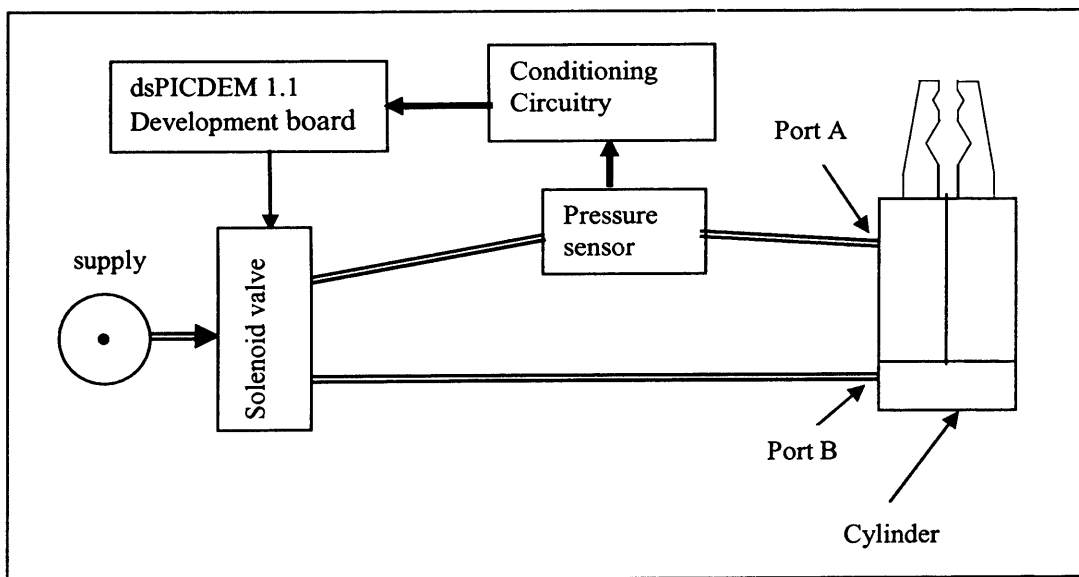 dsPICDEM 1.1
Development board
Conditioning
Circuitry
Port A
Pressure
sensor
supply
Solenoid valve
Port B
Cylinder